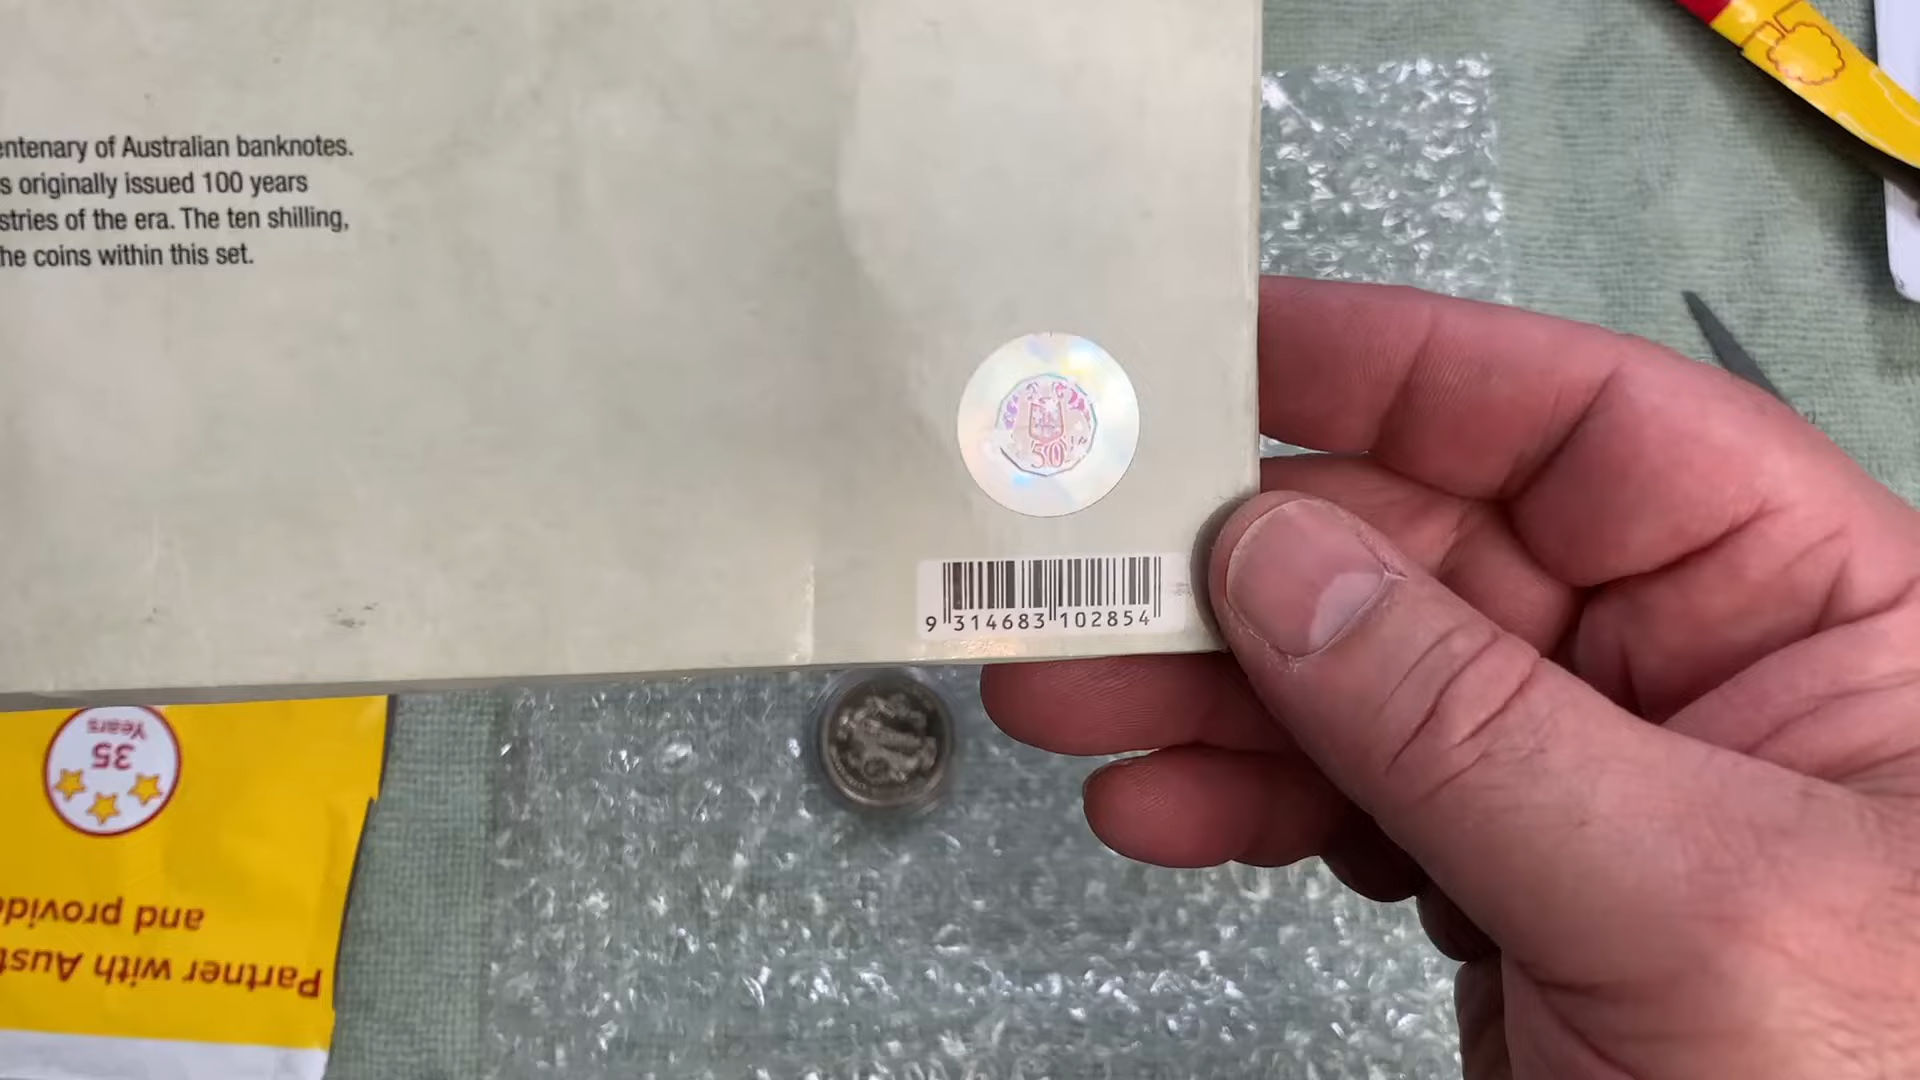 entenary of Australian banknotes.
s originally issued 100 years
stries of the era. The ten shilling,
he coins within this set.
50
9 314683 102854
35
Years
and provide
Partner with Aust